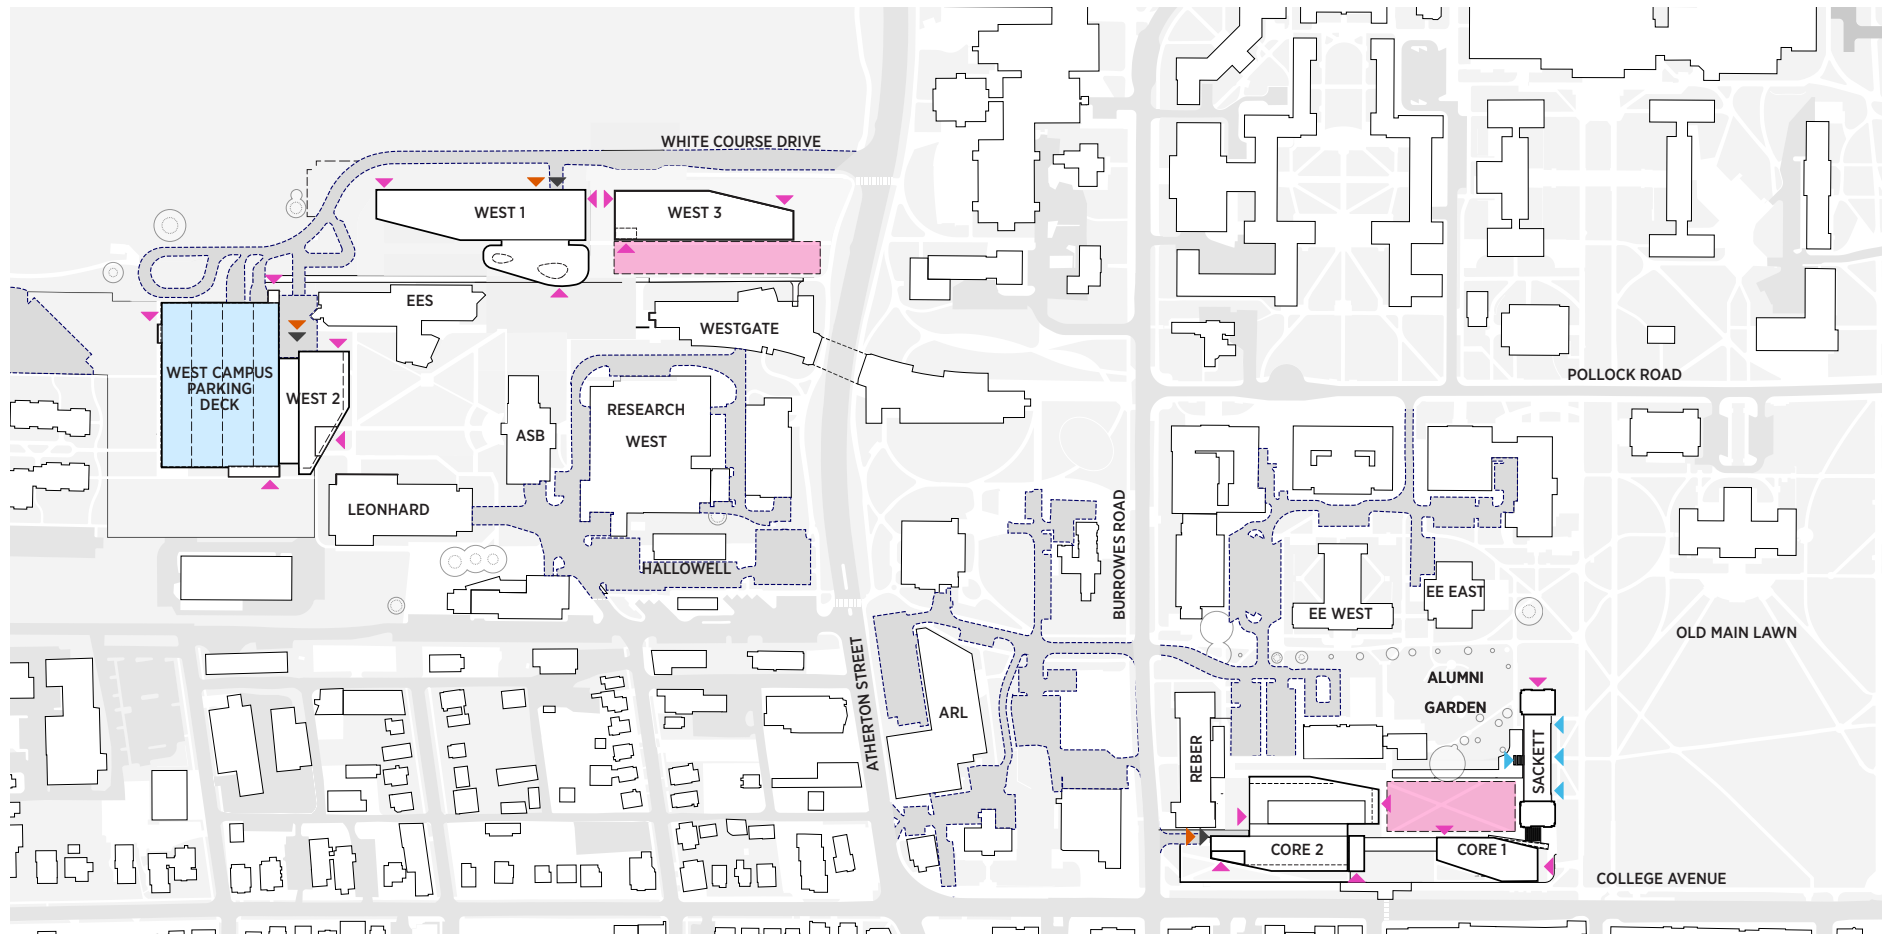 WHITE COURSE DRIVE
WEST 1
WEST 3
EES
WESTGATE
WEST CAMPUS
PARKING
DECK
WEST 2
POLLOCK ROAD
RESEARCH
WEST
ASB
LEONHARD
HALLOWELL
BURROWES ROAD
EE EAST
EE WEST
OLD MAIN LAWN
ATHERTON STREET
ALUMNI
GARDEN
ARL
REBER
SACKETT
CORE 2
CORE 1
COLLEGE AVENUE